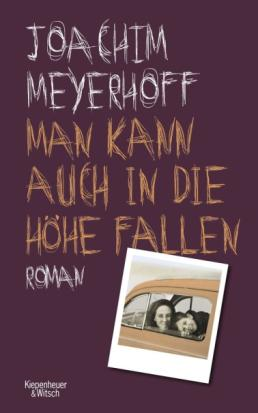 JOACHIM
MEYERHOFF
MAN KANN
AUCH IN DIE
HÖHE FALLEN
ROMAN
Kiepenheuer
&Witsch